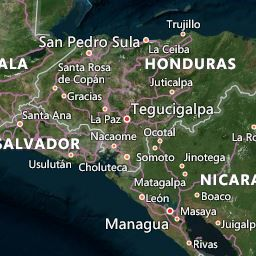 Trujillo
San Pedro Sula
La Ceiba
ALA
Santa Rosa
de Copán
HONDURAS
Juticalpa
Gracias
Tegucigalpa
La Paz
Santa Ana
Nacaome
Ocotal
SALVADOR
La Ro
Usulután
Choluteca
Somoto
Jinotega
Matagalpa
NICARA
León
Boaco
Masaya
Managua
Juigalp
Rivas